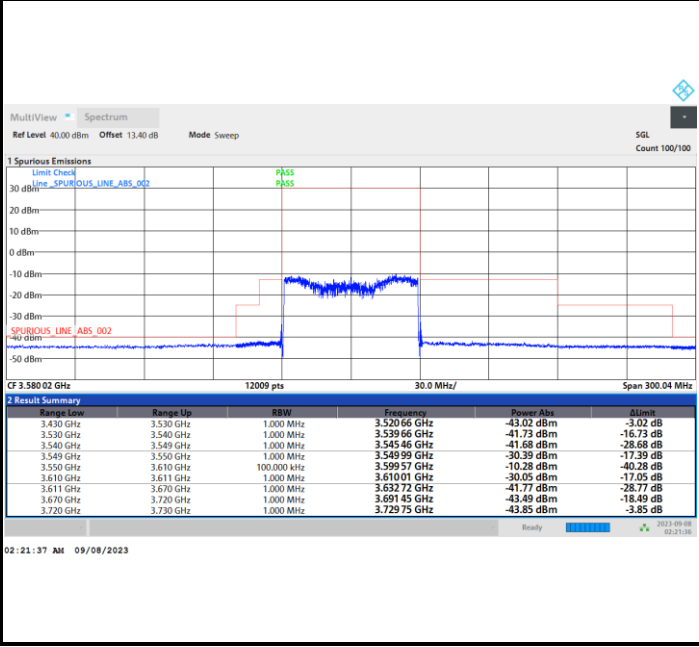 MultiView Spectrum
Ref Level 40.00 dBm Offset 13.40 dB Mode Sweep SGL
Count 100/100
1 Spurious Emissions
Limit Check PASS
Line _SPURIOUS_LINE_ABS_002 PASS
30 dBm
20 dBm
10 dBm
0 dBm
-10 dBm
-20 dBm
-30 dBm
SPURIOUS_LINE_ABS_002
-40 dBm
-50 dBm
CF 3.580 02 GHz 12009 pts 30.0 MHz/ Span 300.04 MHz
2 Result Summary
Range Low Range Up RBW Frequency Power Abs ΔLimit
3.430 GHz 3.530 GHz 1.000 MHz 3.520 66 GHz -43.02 dBm -3.02 dB
3.530 GHz 3.540 GHz 1.000 MHz 3.539 66 GHz -41.73 dBm -16.73 dB
3.540 GHz 3.549 GHz 1.000 MHz 3.545 46 GHz -41.68 dBm -28.68 dB
3.549 GHz 3.550 GHz 1.000 MHz 3.549 99 GHz -30.39 dBm -17.39 dB
3.550 GHz 3.610 GHz 100.000 kHz 3.599 57 GHz -10.28 dBm -40.28 dB
3.610 GHz 3.611 GHz 1.000 MHz 3.610 01 GHz -30.05 dBm -17.05 dB
3.611 GHz 3.670 GHz 1.000 MHz 3.632 72 GHz -41.77 dBm -28.77 dB
3.670 GHz 3.720 GHz 1.000 MHz 3.691 45 GHz -43.49 dBm -18.49 dB
3.720 GHz 3.730 GHz 1.000 MHz 3.729 75 GHz -43.85 dBm -3.85 dB
Ready 2023-09-08
02:21:36
02:21:37 AM 09/08/2023